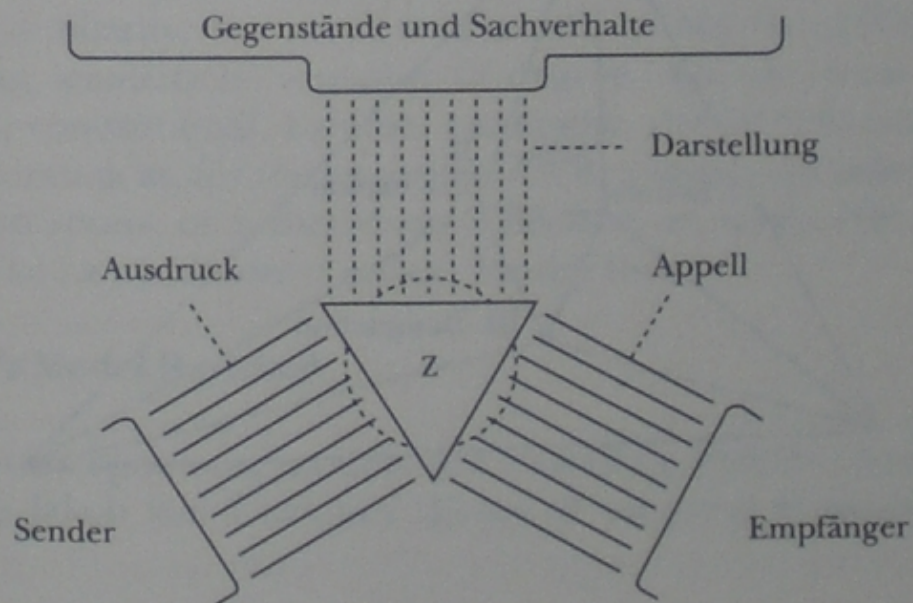 Gegenstände und Sachverhalte
Darstellung
Ausdruck
Appell
Z
Sender
Empfänger